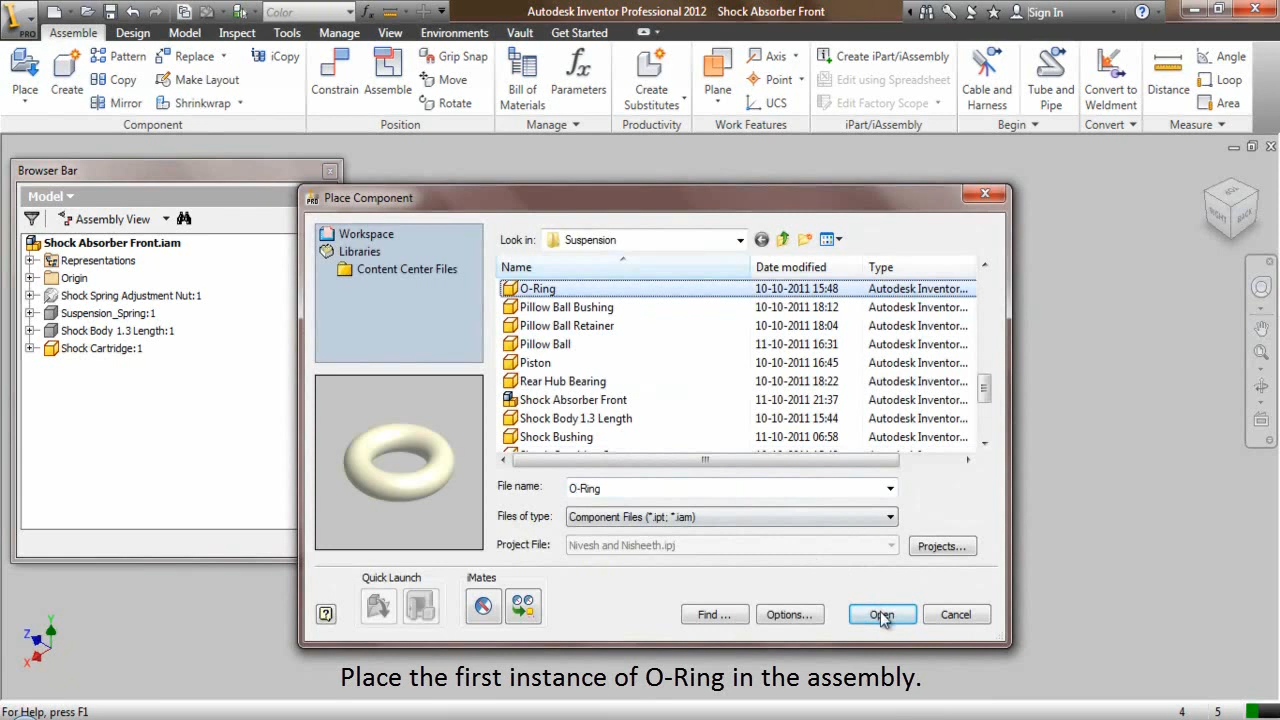 Color
Autodesk Inventor Professional 2012 Shock Absorber Front
Sign In
PRO
Assemble Design Model Inspect Tools Manage View Environments Vault Get Started
Place
Create
Pattern
Copy
Mirror
Replace
Make Layout
Shrinkwrap
iCopy
Component
Constrain
Assemble
Grip Snap
Move
Rotate
Position
Bill of Materials
Parameters
Manage
Create Substitutes
Productivity
Plane
Axis
Point
UCS
Work Features
Create iPart/iAssembly
Edit using Spreadsheet
Edit Factory Scope
iPart/iAssembly
Cable and Harness
Tube and Pipe
Begin
Convert to Weldment
Convert
Distance
Angle
Loop
Area
Measure
Browser Bar
Model
Assembly View
Shock Absorber Front.iam
Representations
Origin
Shock Spring Adjustment Nut:1
Suspension_Spring:1
Shock Body 1.3 Length:1
Shock Cartridge:1
Place Component
Workspace
Libraries
Content Center Files
Look in: Suspension
Name Date modified Type
O-Ring 10-10-2011 15:48 Autodesk Inventor...
Pillow Ball Bushing 10-10-2011 18:12 Autodesk Inventor...
Pillow Ball Retainer 10-10-2011 18:04 Autodesk Inventor...
Pillow Ball 11-10-2011 16:31 Autodesk Inventor...
Piston 10-10-2011 16:45 Autodesk Inventor...
Rear Hub Bearing 10-10-2011 18:22 Autodesk Inventor...
Shock Absorber Front 11-10-2011 21:37 Autodesk Inventor...
Shock Body 1.3 Length 10-10-2011 15:44 Autodesk Inventor...
Shock Bushing 11-10-2011 06:58 Autodesk Inventor...
File name: O-Ring
Files of type: Component Files (*.ipt; *.iam)
Project File: Nivesh and Nisheeth.ipj
Projects...
Quick Launch
iMates
Find ...
Options...
Open
Cancel
RIGHT
BACK
Z
Y
X
Place the first instance of O-Ring in the assembly.
For Help, press F1
4 5